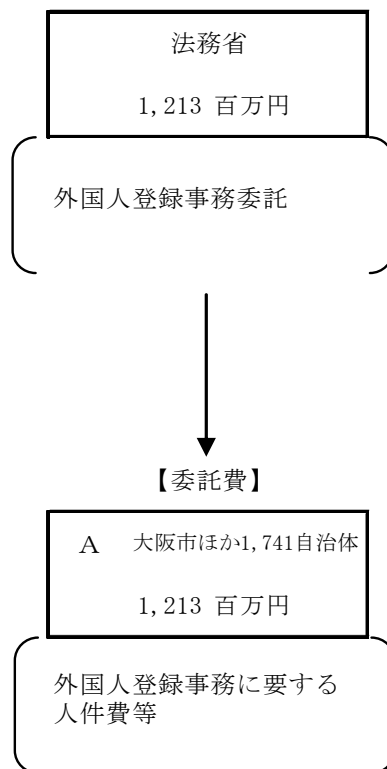 法務省
1,213 百万円
外国人登録事務委託
【委託費】
A 大阪市ほか1,741自治体
1,213 百万円
外国人登録事務に要する
人件費等